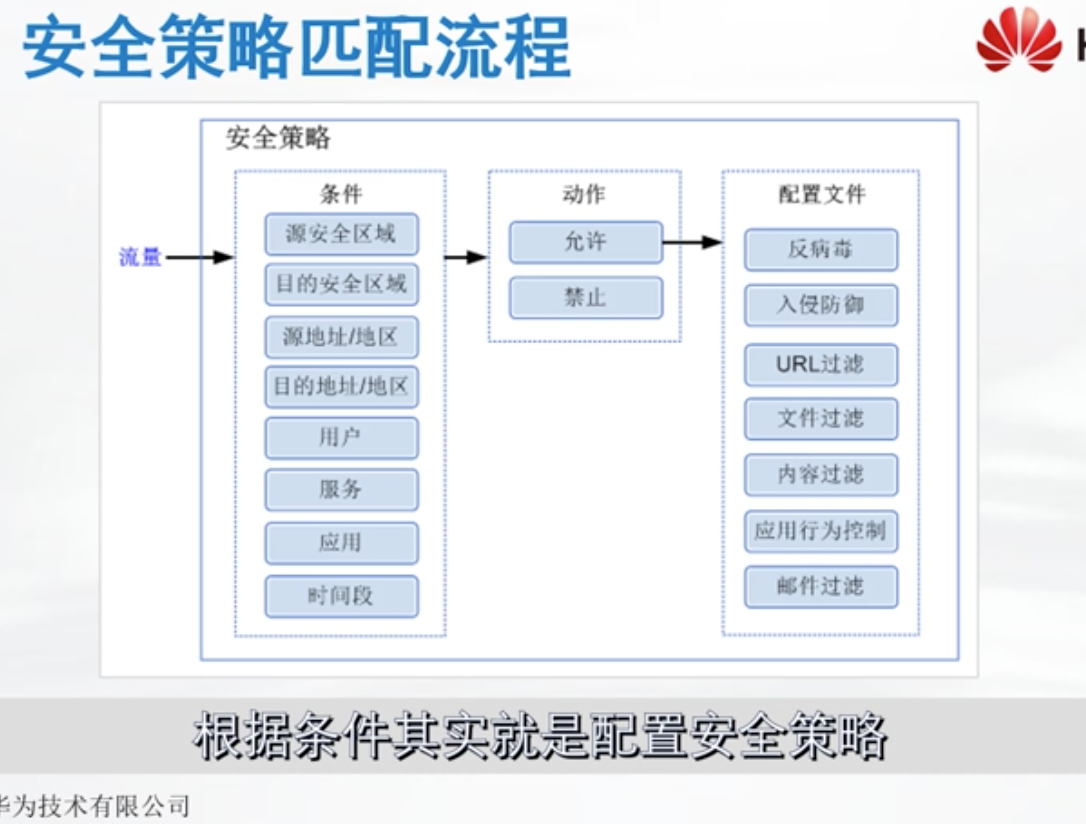 安全策略匹配流程
安全策略
流量
条件
源安全区域
目的安全区域
源地址/地区
目的地址/地区
用户
服务
应用
时间段
动作
允许
禁止
配置文件
反病毒
入侵防御
URL过滤
文件过滤
内容过滤
应用行为控制
邮件过滤
根据条件其实就是配置安全策略
华为技术有限公司